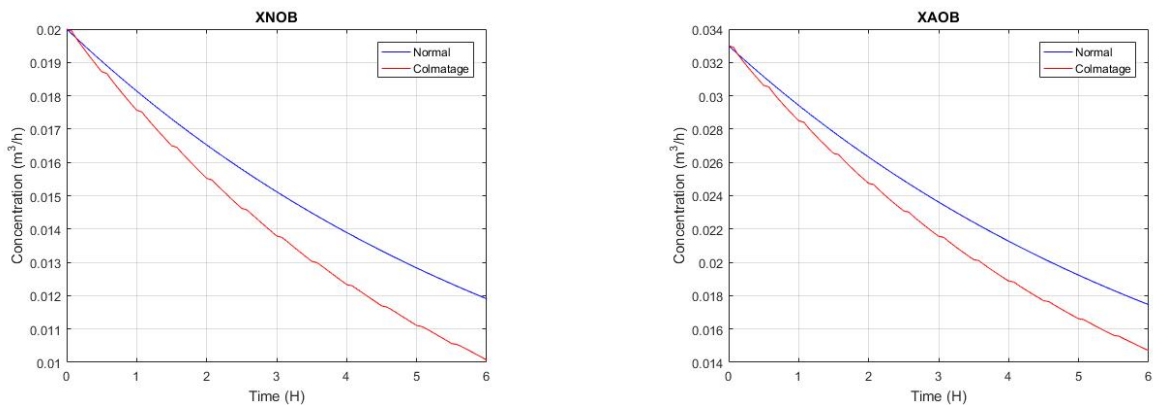 XNOB
Concentration (m³/h)
0.02
0.019
0.018
0.017
0.016
0.015
0.014
0.013
0.012
0.011
0.01
0 1 2 3 4 5 6
Time (H)
Normal
Colmatage
XAOB
Concentration (m³/h)
0.034
0.032
0.03
0.028
0.026
0.024
0.022
0.02
0.018
0.016
0.014
0 1 2 3 4 5 6
Time (H)
Normal
Colmatage